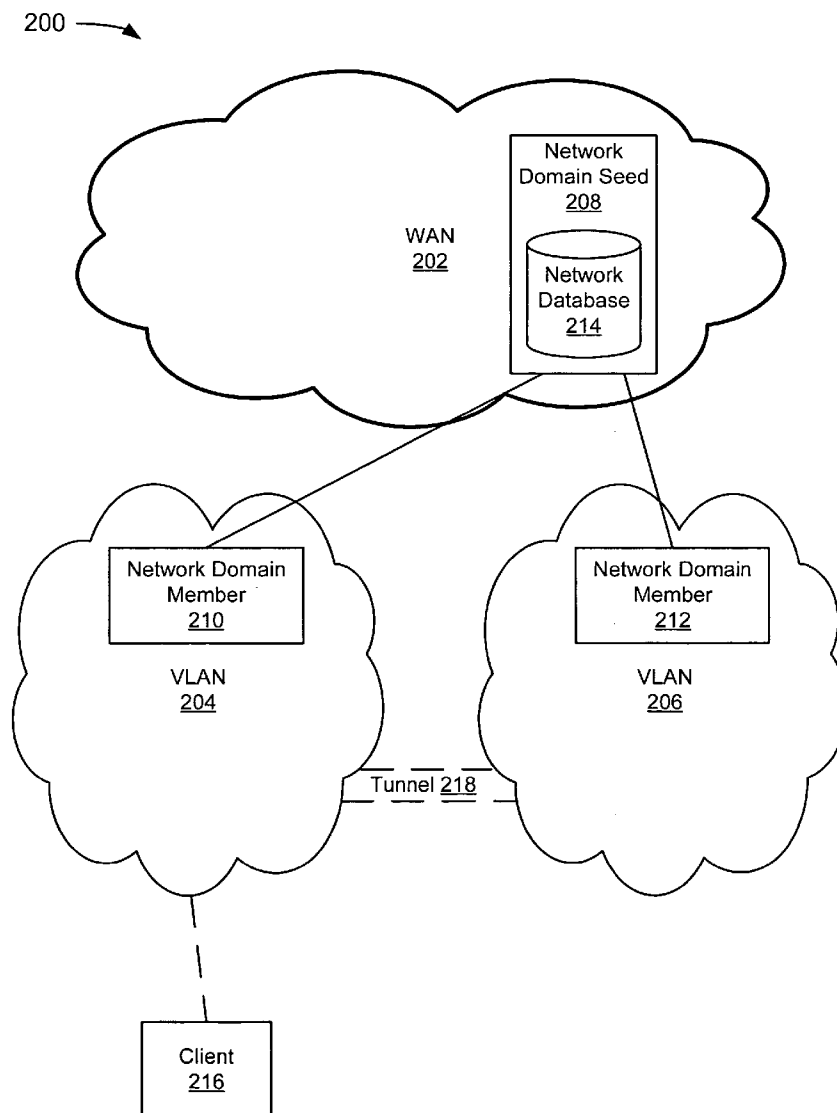 200
Network
Domain Seed
208
WAN
202
Network
Database
214
Network Domain
Member
210
Network Domain
Member
212
VLAN
204
VLAN
206
Tunnel 218
Client
216